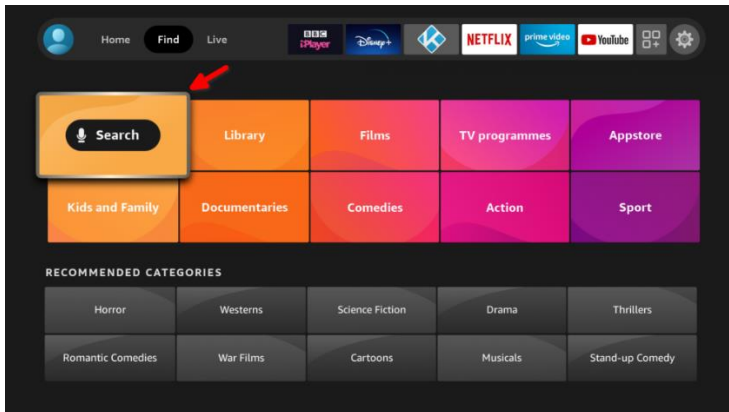 Home Find Live BBC iPlayer Disney+ NETFLIX prime video YouTube
Search Library Films TV programmes Appstore
Kids and Family Documentaries Comedies Action Sport
RECOMMENDED CATEGORIES
Horror Westerns Science Fiction Drama Thrillers
Romantic Comedies War Films Cartoons Musicals Stand-up Comedy